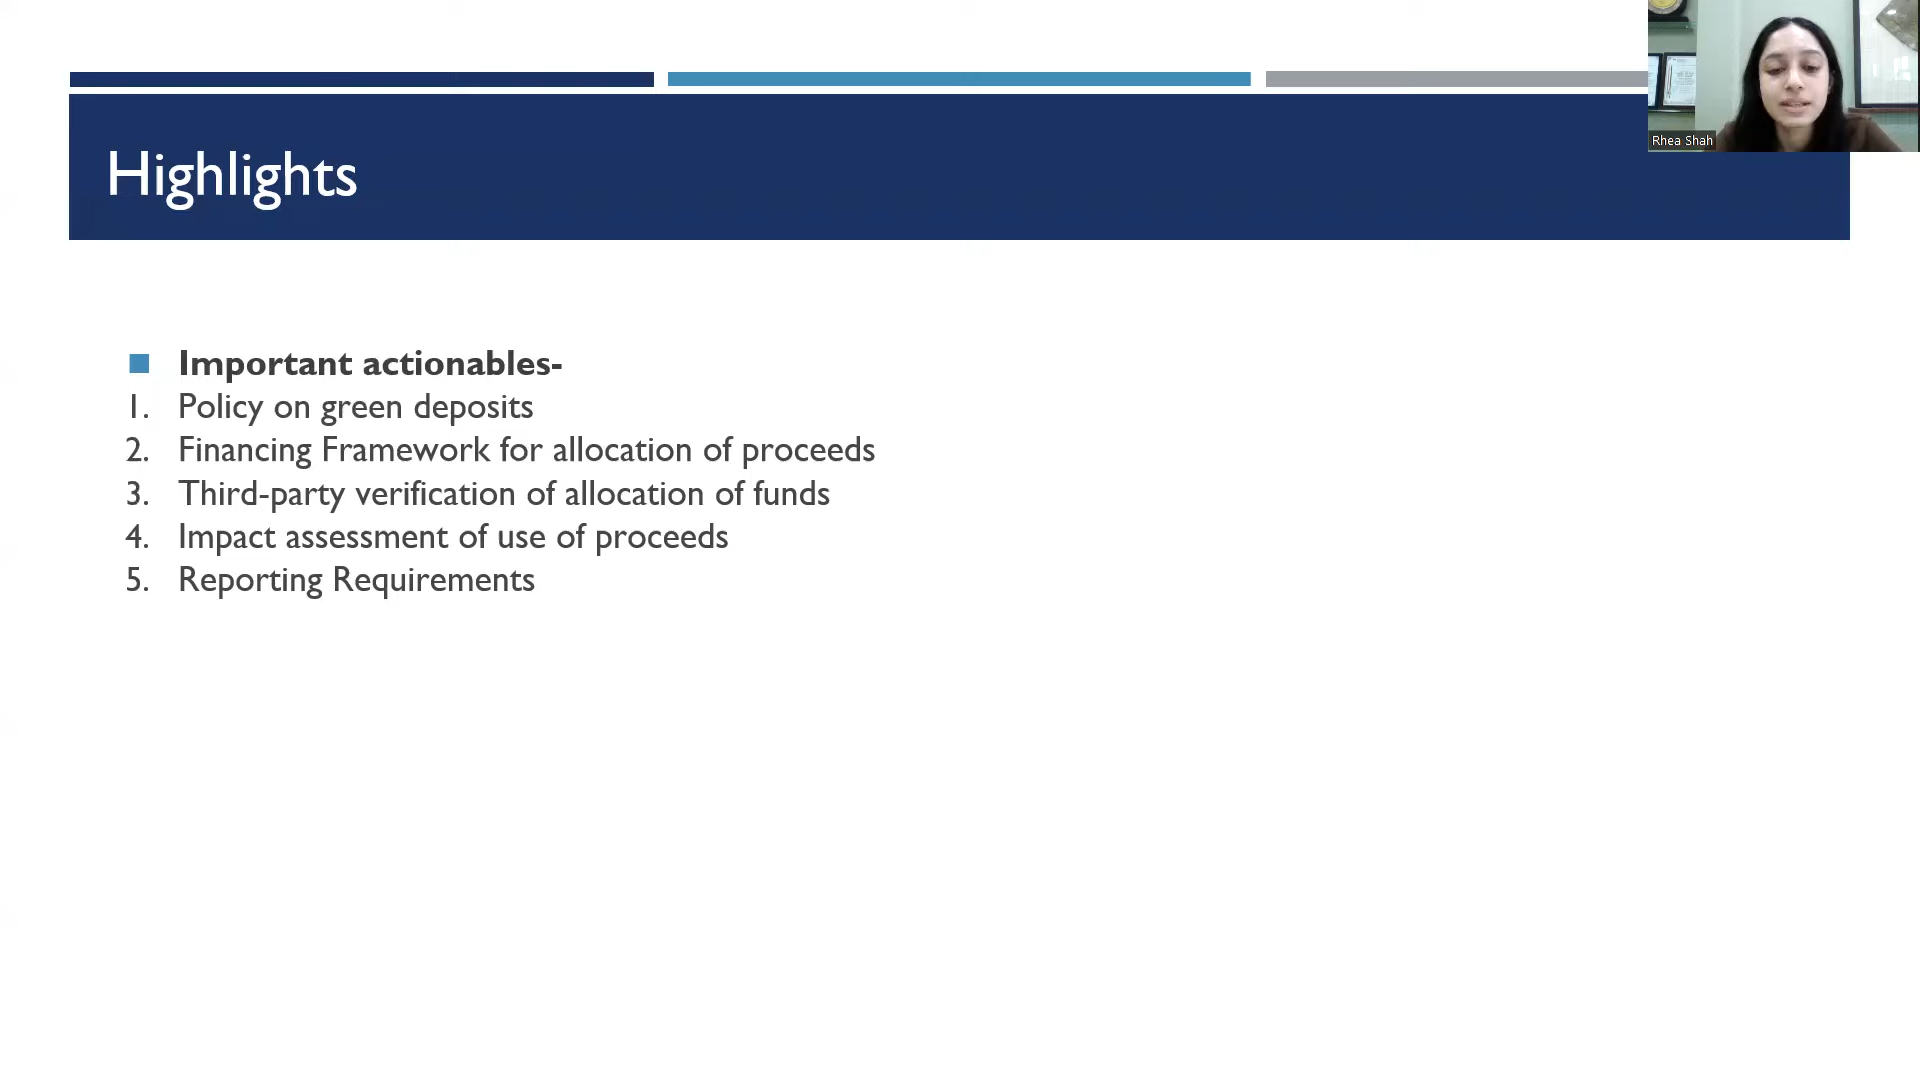 Rhea Shah
Highlights
Important actionables-
1. Policy on green deposits
2. Financing Framework for allocation of proceeds
3. Third-party verification of allocation of funds
4. Impact assessment of use of proceeds
5. Reporting Requirements